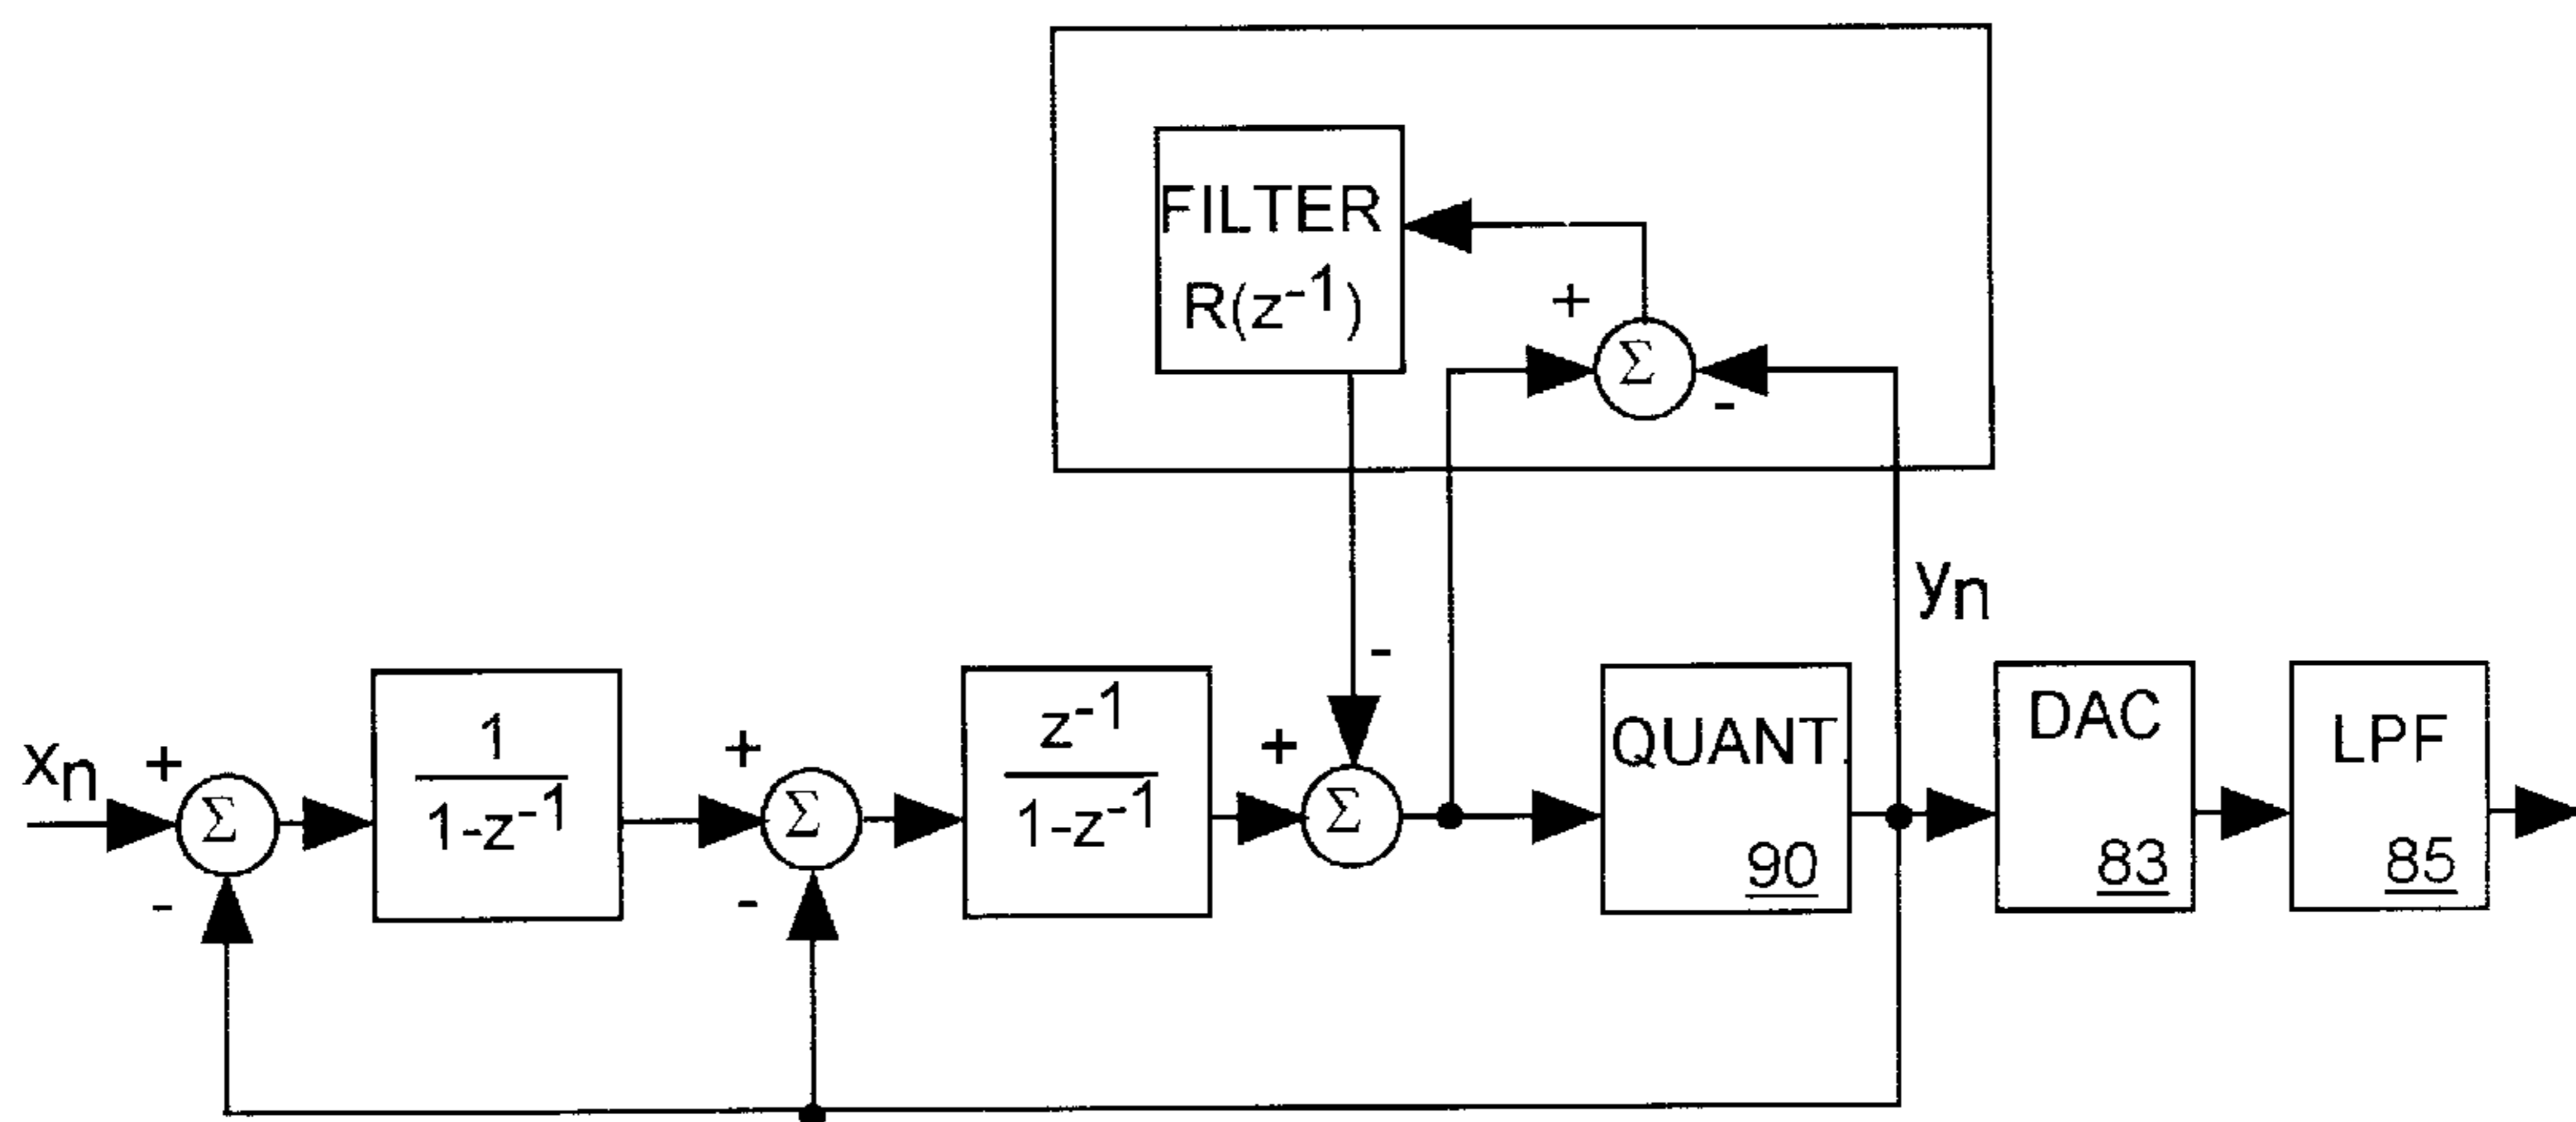 FILTER
R(z-1)
+
Σ
-
yn
-
xn
+
Σ
-
1
1-z-1
+
Σ
-
z-1
1-z-1
+
Σ
QUANT.
90
DAC
83
LPF
85